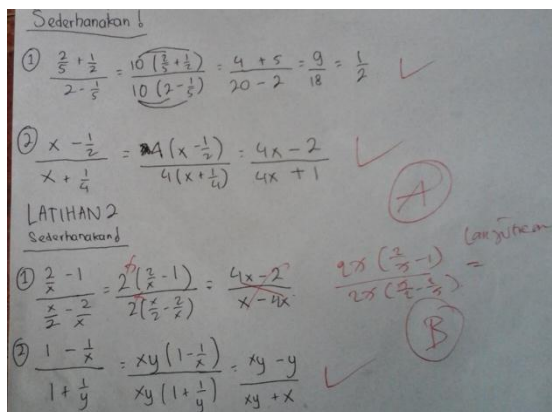 Sederhanakan!
① (2/5 + 1/2)/(2 - 1/5) = 10(2/5 + 1/2)/10(2 - 1/5) = (4 + 5)/(20 - 2) = 9/18 = 1/2 ✓
② (x - 1/2)/(x + 1/4) = 4(x - 1/2)/4(x + 1/4) = (4x - 2)/(4x + 1) ✓
A
LATIHAN 2
Sederhanakan!
① (2/x - 1)/(x/2 - 2/x) = 2(2/x - 1)/2(x/2 - 2/x) = (4x - 2)/(x - 4x)
2x(2/x - 1)/2x(x/2 - 2/x) = lanjutkan
B
② (1 - 1/x)/(1 + 1/y) = xy(1 - 1/x)/xy(1 + 1/y) = (xy - y)/(xy + x) ✓